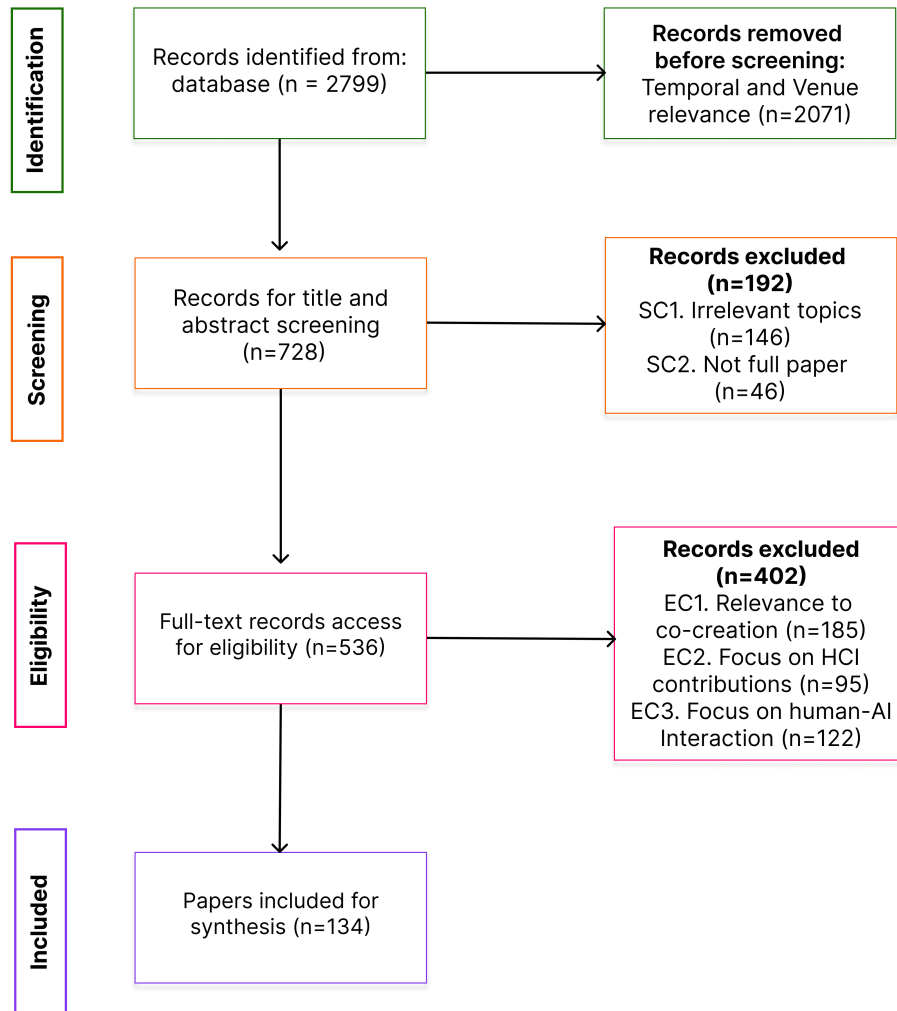 Identification
Records identified from:
database (n = 2799)
Records removed
before screening:
Temporal and Venue
relevance (n=2071)
Screening
Records for title and
abstract screening
(n=728)
Records excluded
(n=192)
SC1. Irrelevant topics
(n=146)
SC2. Not full paper
(n=46)
Eligibility
Full-text records access
for eligibility (n=536)
Records excluded
(n=402)
EC1. Relevance to
co-creation (n=185)
EC2. Focus on HCI
contributions (n=95)
EC3. Focus on human-AI
Interaction (n=122)
Included
Papers included for
synthesis (n=134)